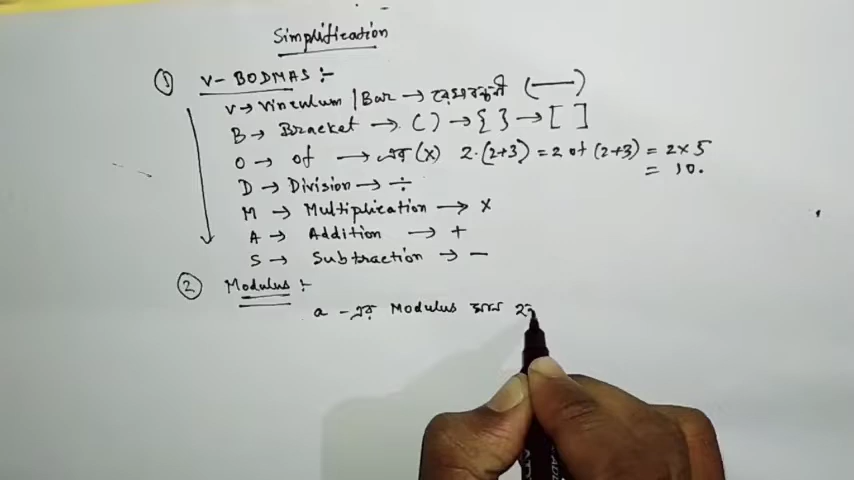 Simplification
① V-BODMAS :-
V → Vinculum / Bar → রেখাবন্ধনী (—)
B → Bracket → ( ) → { } → [ ]
O → of → এর (x) 2·(2+3) = 2 of (2+3) = 2 × 5
= 10.
D → Division → ÷
M → Multiplication → ×
A → Addition → +
S → Subtraction → −
② Modulus :-
a -এর Modulus মান